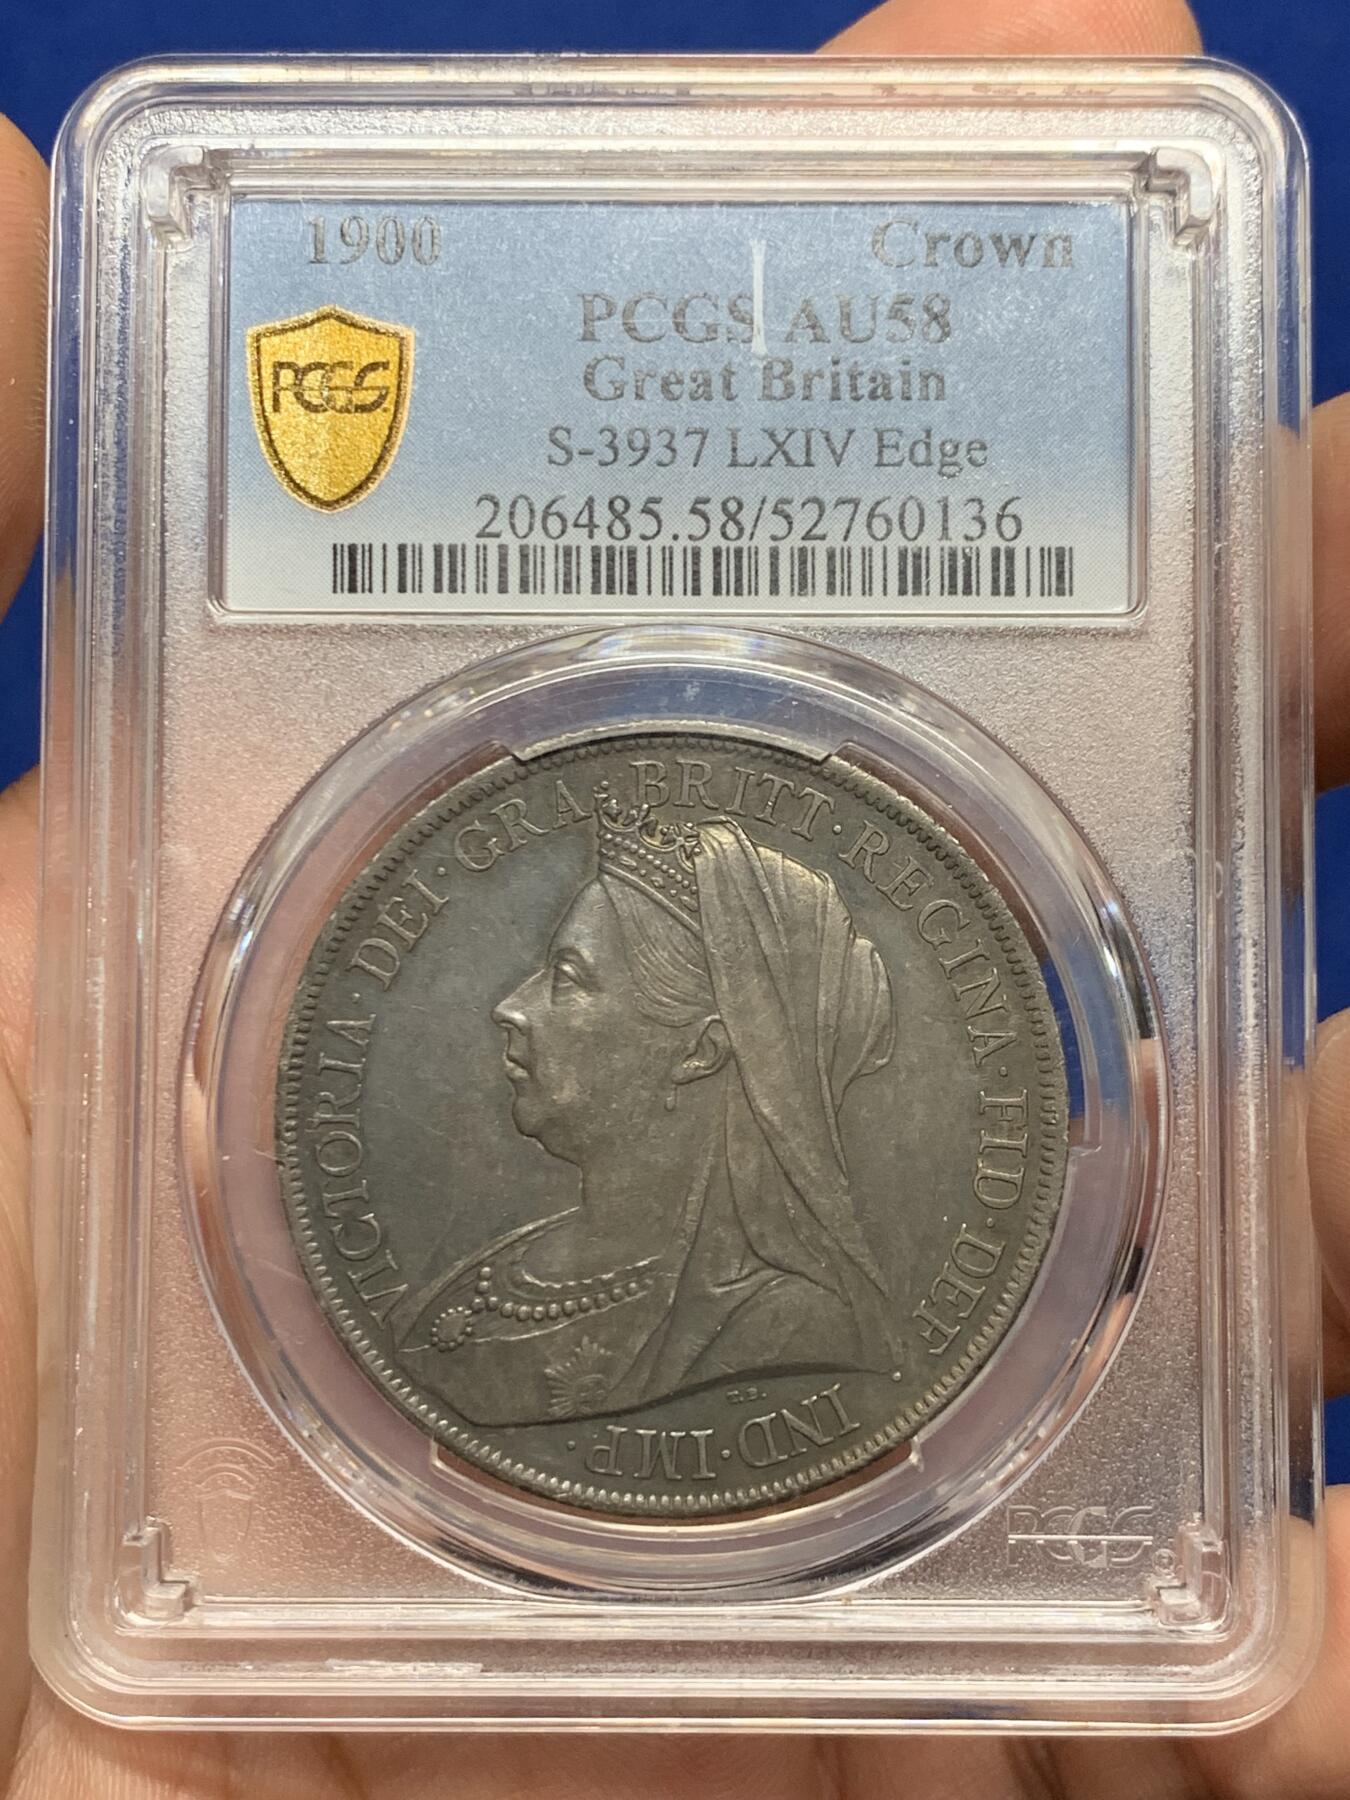 1900 Crown
PCGS AU58
PCGS Great Britain
S-3937 LXIV Edge
206485.58/52760136
VICTORIA · DEI · GRA BRITT · REGINA · FID · DEF ·
IND · IMP ·
T.B.
PCGS